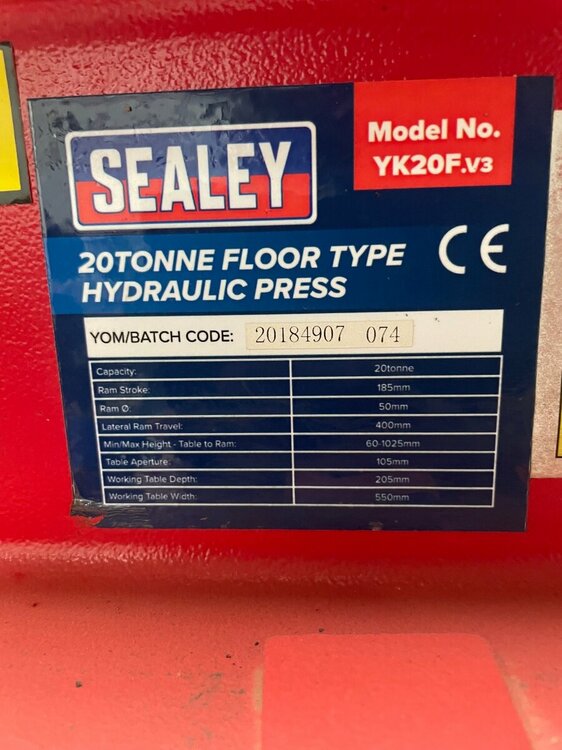 SEALEY
Model No.
YK20F.V3
20TONNE FLOOR TYPE
HYDRAULIC PRESS
CE
YOM/BATCH CODE: 20184907 074
Capacity: 20tonne
Ram Stroke: 185mm
Ram Ø: 50mm
Lateral Ram Travel: 400mm
Min/Max Height - Table to Ram: 60-1025mm
Table Aperture: 105mm
Working Table Depth: 205mm
Working Table Width: 550mm